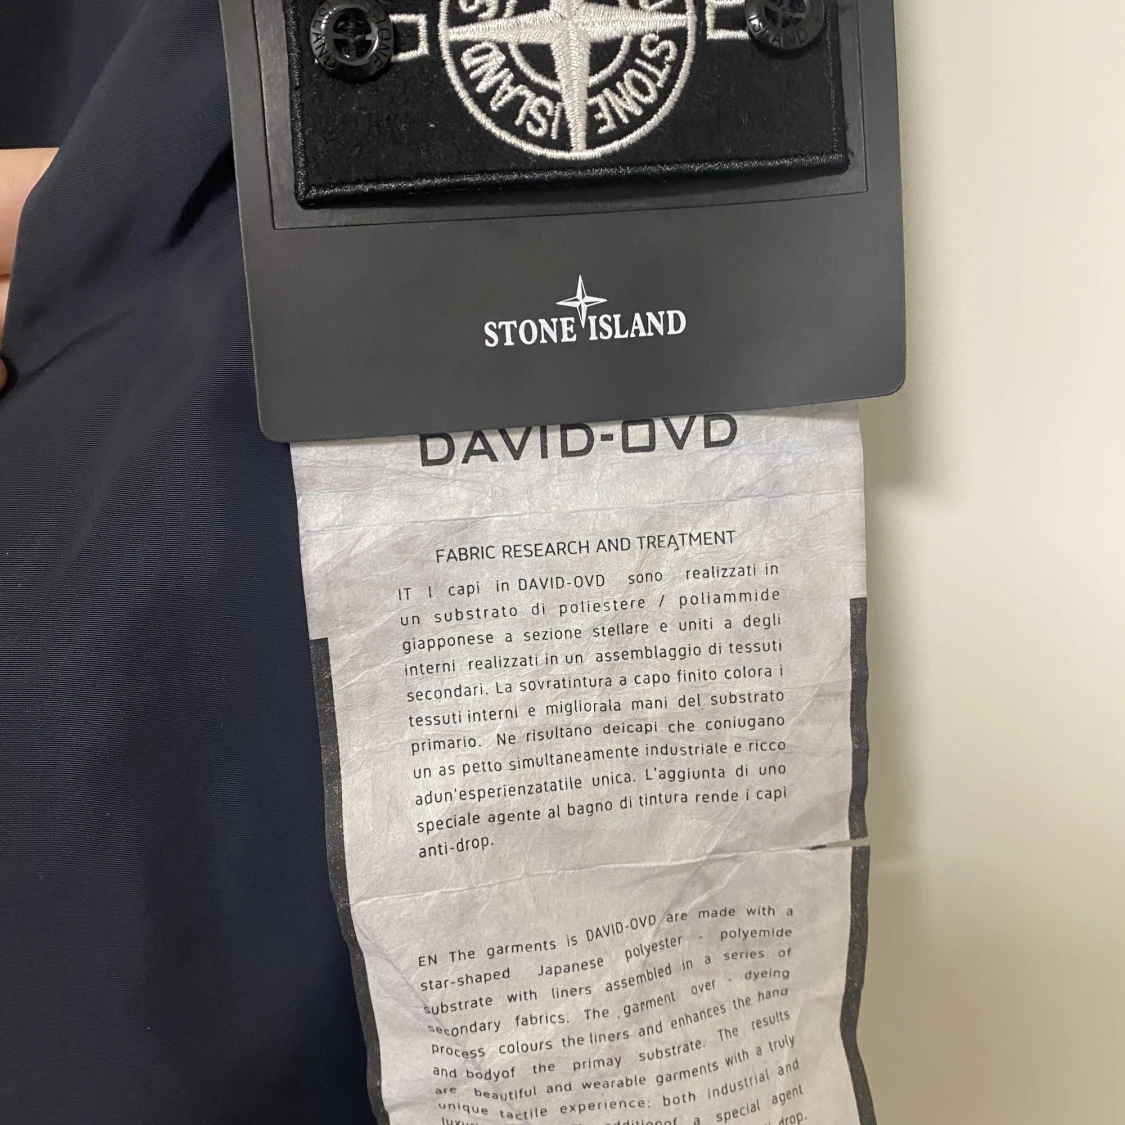 STONE
ISLAND
ISLAND
ISLAND
STONE
STONE ISLAND
DAVID-OVD
FABRIC RESEARCH AND TREATMENT
IT I capi in DAVID-OVD sono realizzati in
un substrato di poliestere / poliammide
giapponese a sezione stellare e uniti a degli
interni realizzati in un assemblaggio di tessuti
secondari. La sovratintura a capo finito colora i
tessuti interni e migliorala mani del substrato
primario. Ne risultano deicapi che coniugano
un as petto simultaneamente industriale e ricco
adun'esperienzatatile unica. L'aggiunta di uno
speciale agente al bagno di tintura rende i capi
anti-drop.
EN The garments is DAVID-OVD are made with a
star-shaped Japanese polyester - polyemide
substrate with liners assembled in a series of
secondary fabrics. The garment over - dyeing
process colours the liners and enhances the hand
and bodyof the primay substrate. The results
are beautiful and wearable garments with a truly
unique tactile experience: both industrial and
a special agent
drop.